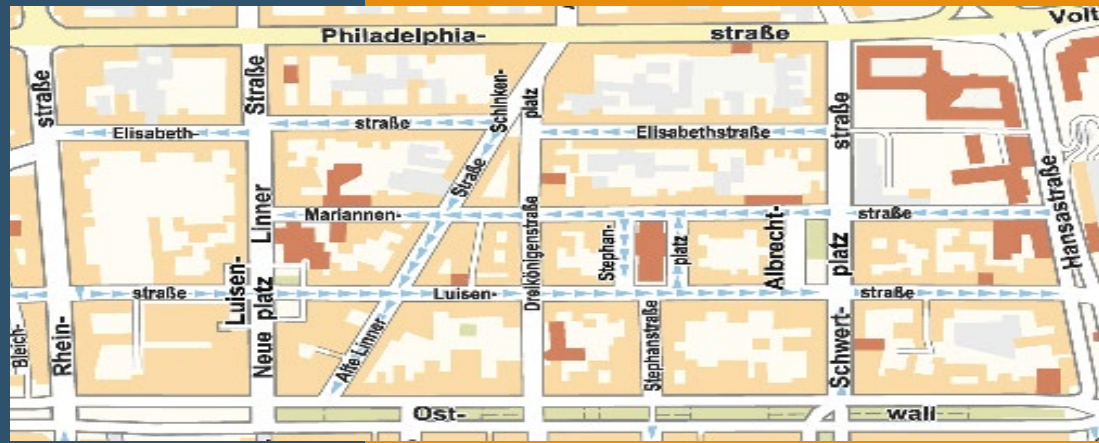 Volt
Philadelphia-
straße
straße
Straße
Schinken-
platz
straße
Elisabeth-
straße
Elisabethstraße
Straße
Linner
Mariannen-
straße
Hansastraße
Dreikönigenstraße
Stephan-
platz
Albrecht-
platz
Luisen-
platz
straße
Luisen-
straße
Bleich-
Rhein-
Neue
Alte Linner
Stephanstraße
Schwert-
Ost-
wall